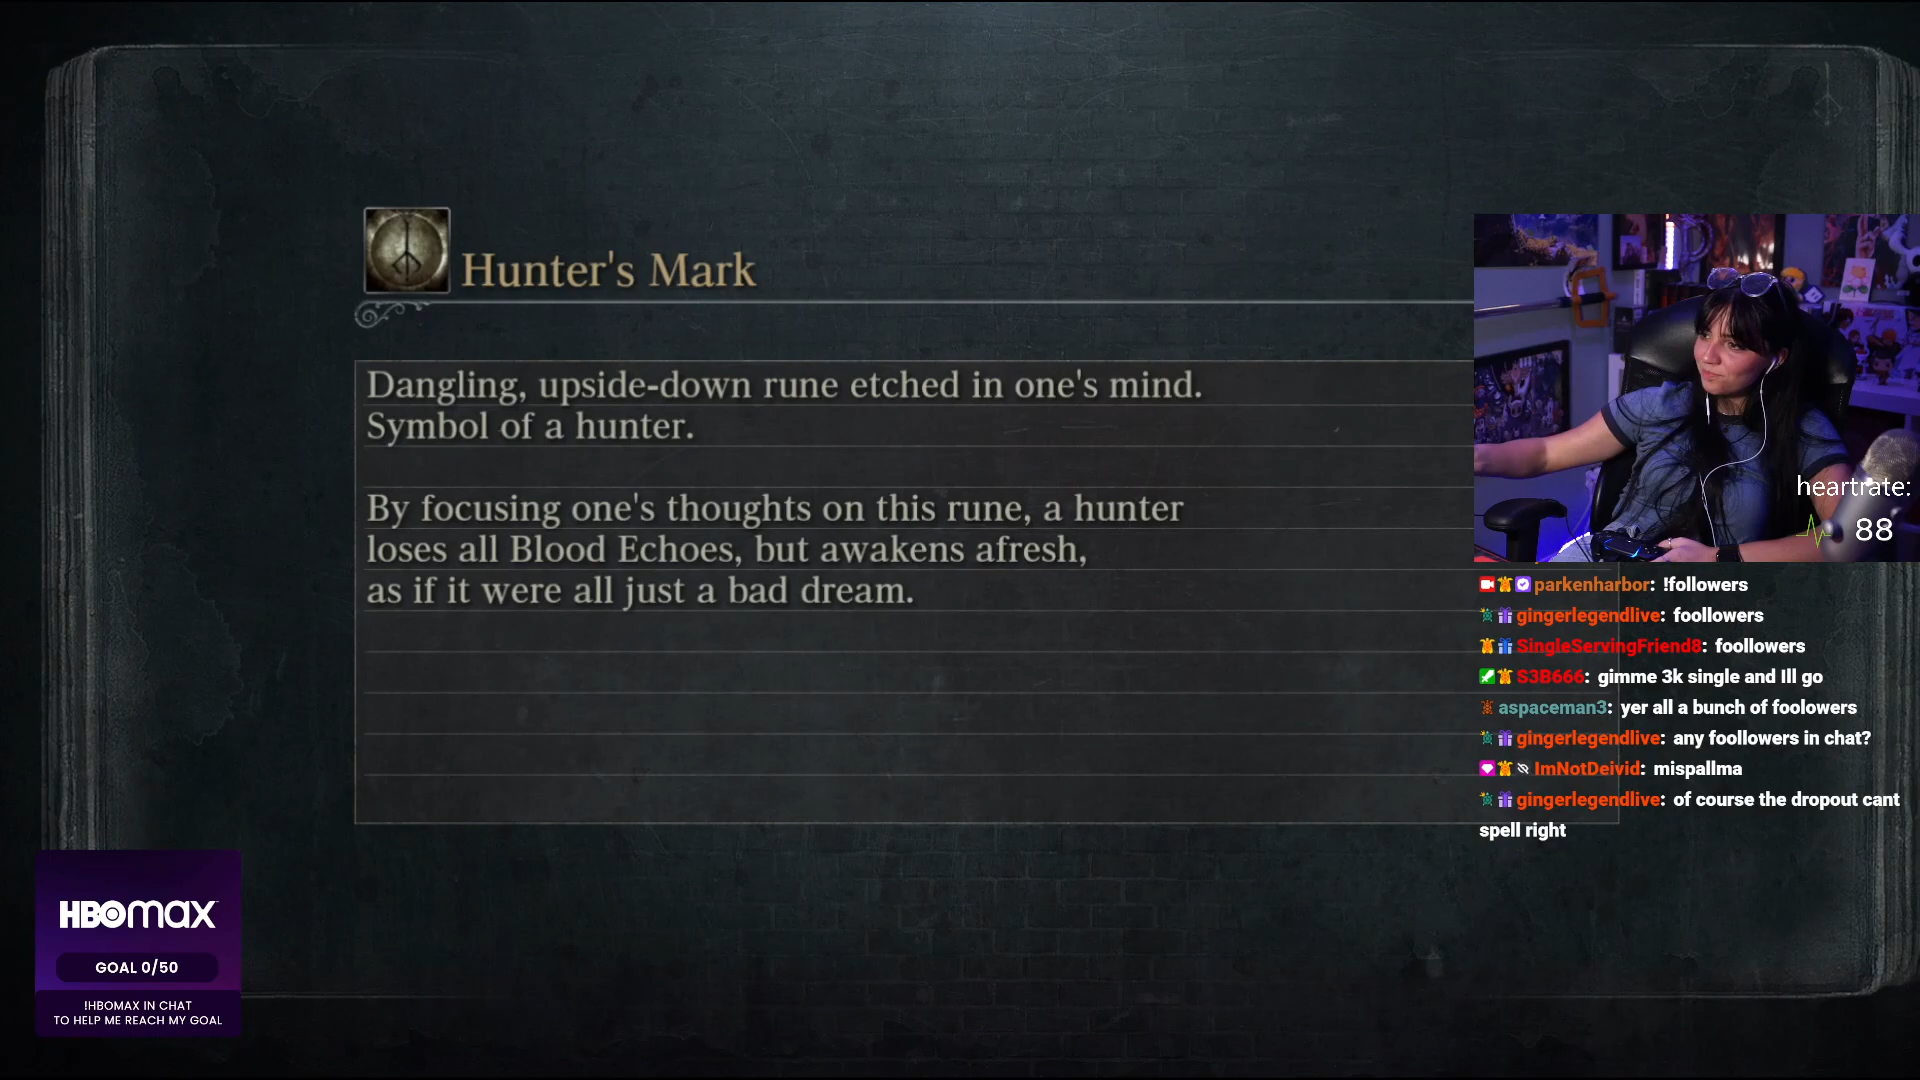 Hunter's Mark
Dangling, upside-down rune etched in one's mind.
Symbol of a hunter.
By focusing one's thoughts on this rune, a hunter
loses all Blood Echoes, but awakens afresh,
as if it were all just a bad dream.
heartrate:
88
parkenharbor: !followers
gingerlegendlive: foollowers
SingleServingFriend8: foollowers
S3B666: gimme 3k single and Ill go
aspaceman3: yer all a bunch of foolowers
gingerlegendlive: any foollowers in chat?
ImNotDeivid: mispallma
gingerlegendlive: of course the dropout cant
spell right
HBOMAX
GOAL 0/50
!HBOMAX IN CHAT
TO HELP ME REACH MY GOAL